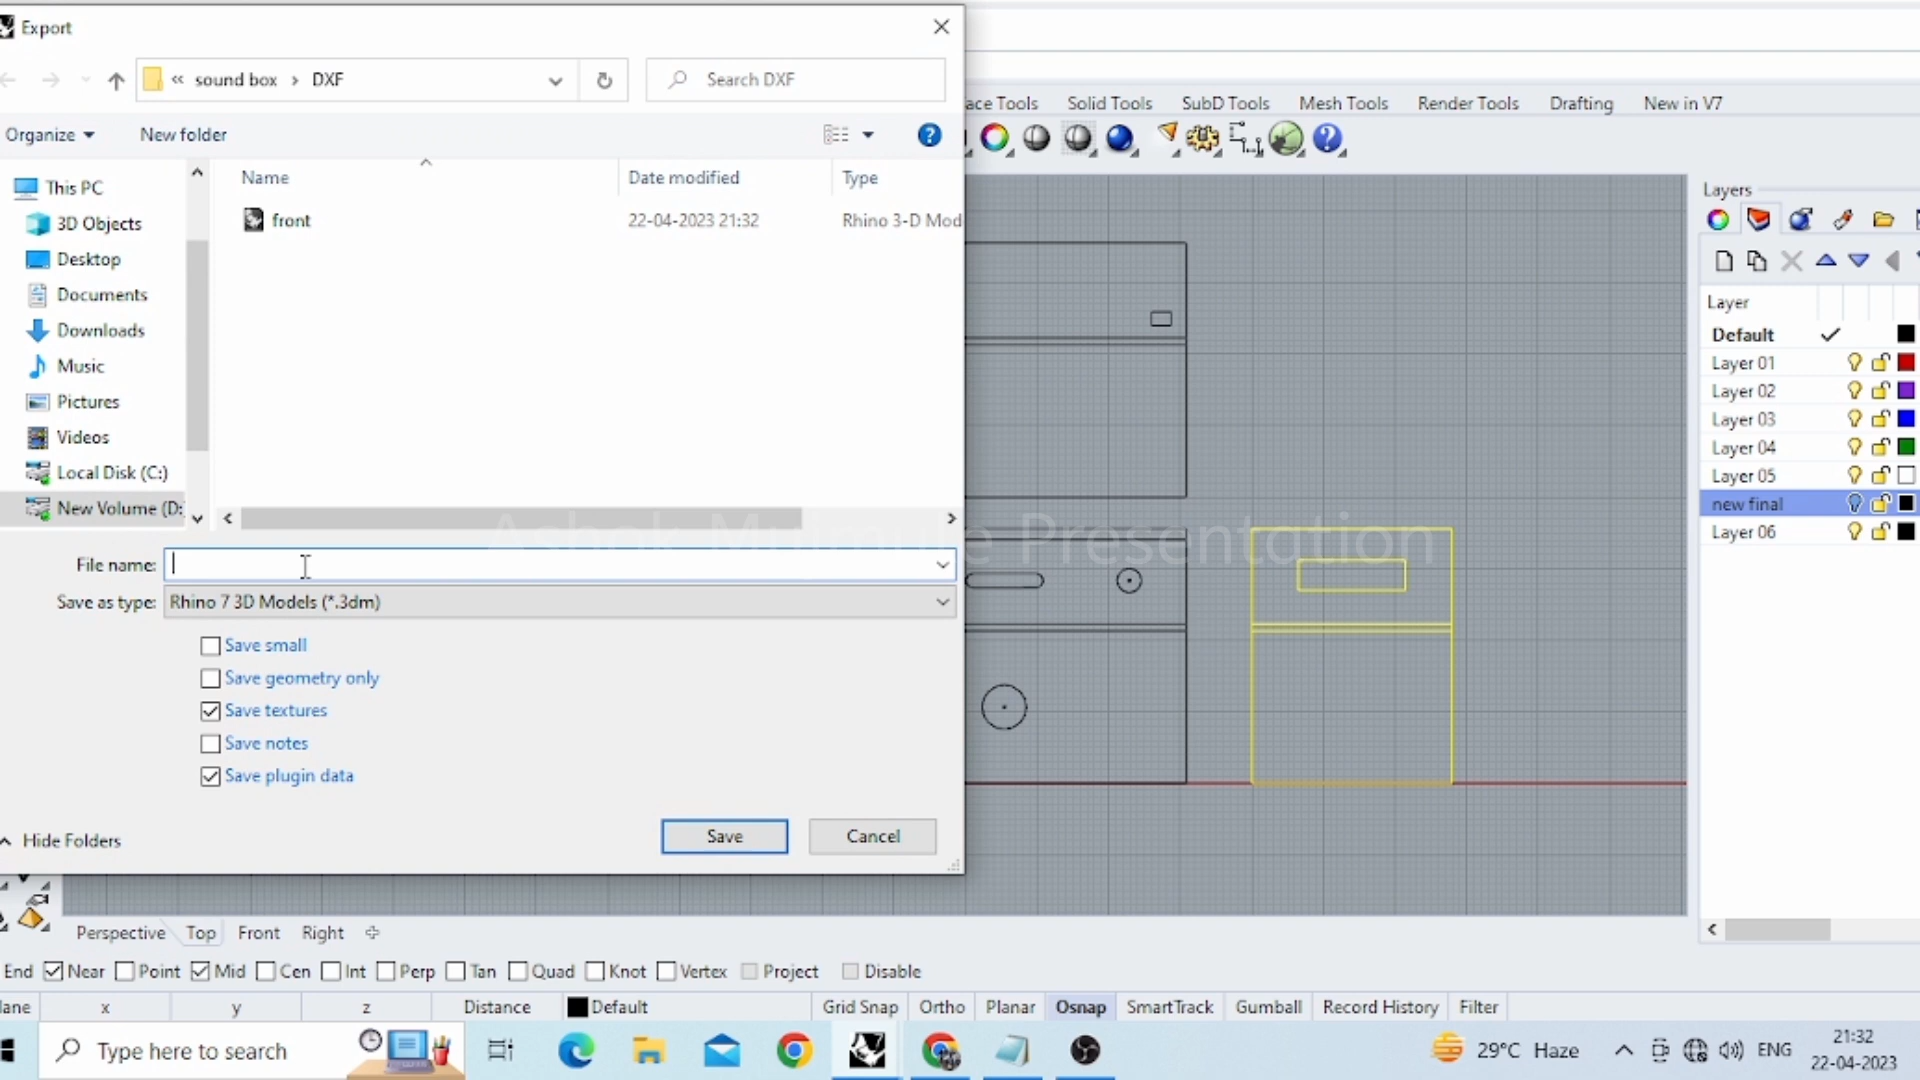 Export
« sound box > DXF
Search DXF
ace Tools Solid Tools SubD Tools Mesh Tools Render Tools Drafting New in V7
Organize
New folder
Name Date modified Type
front 22-04-2023 21:32 Rhino 3-D Mod
This PC
3D Objects
Desktop
Documents
Downloads
Music
Pictures
Videos
Local Disk (C:)
New Volume (D:
Layers
Layer
Default
Layer 01
Layer 02
Layer 03
Layer 04
Layer 05
new final
Layer 06
Ashok Muimule Presentation
File name:
Save as type: Rhino 7 3D Models (*.3dm)
Save small
Save geometry only
Save textures
Save notes
Save plugin data
Hide Folders
Save Cancel
Perspective Top Front Right
End Near Point Mid Cen Int Perp Tan Quad Knot Vertex Project Disable
lane x y z Distance Default Grid Snap Ortho Planar Osnap SmartTrack Gumball Record History Filter
Type here to search
29°C Haze
ENG
21:32
22-04-2023